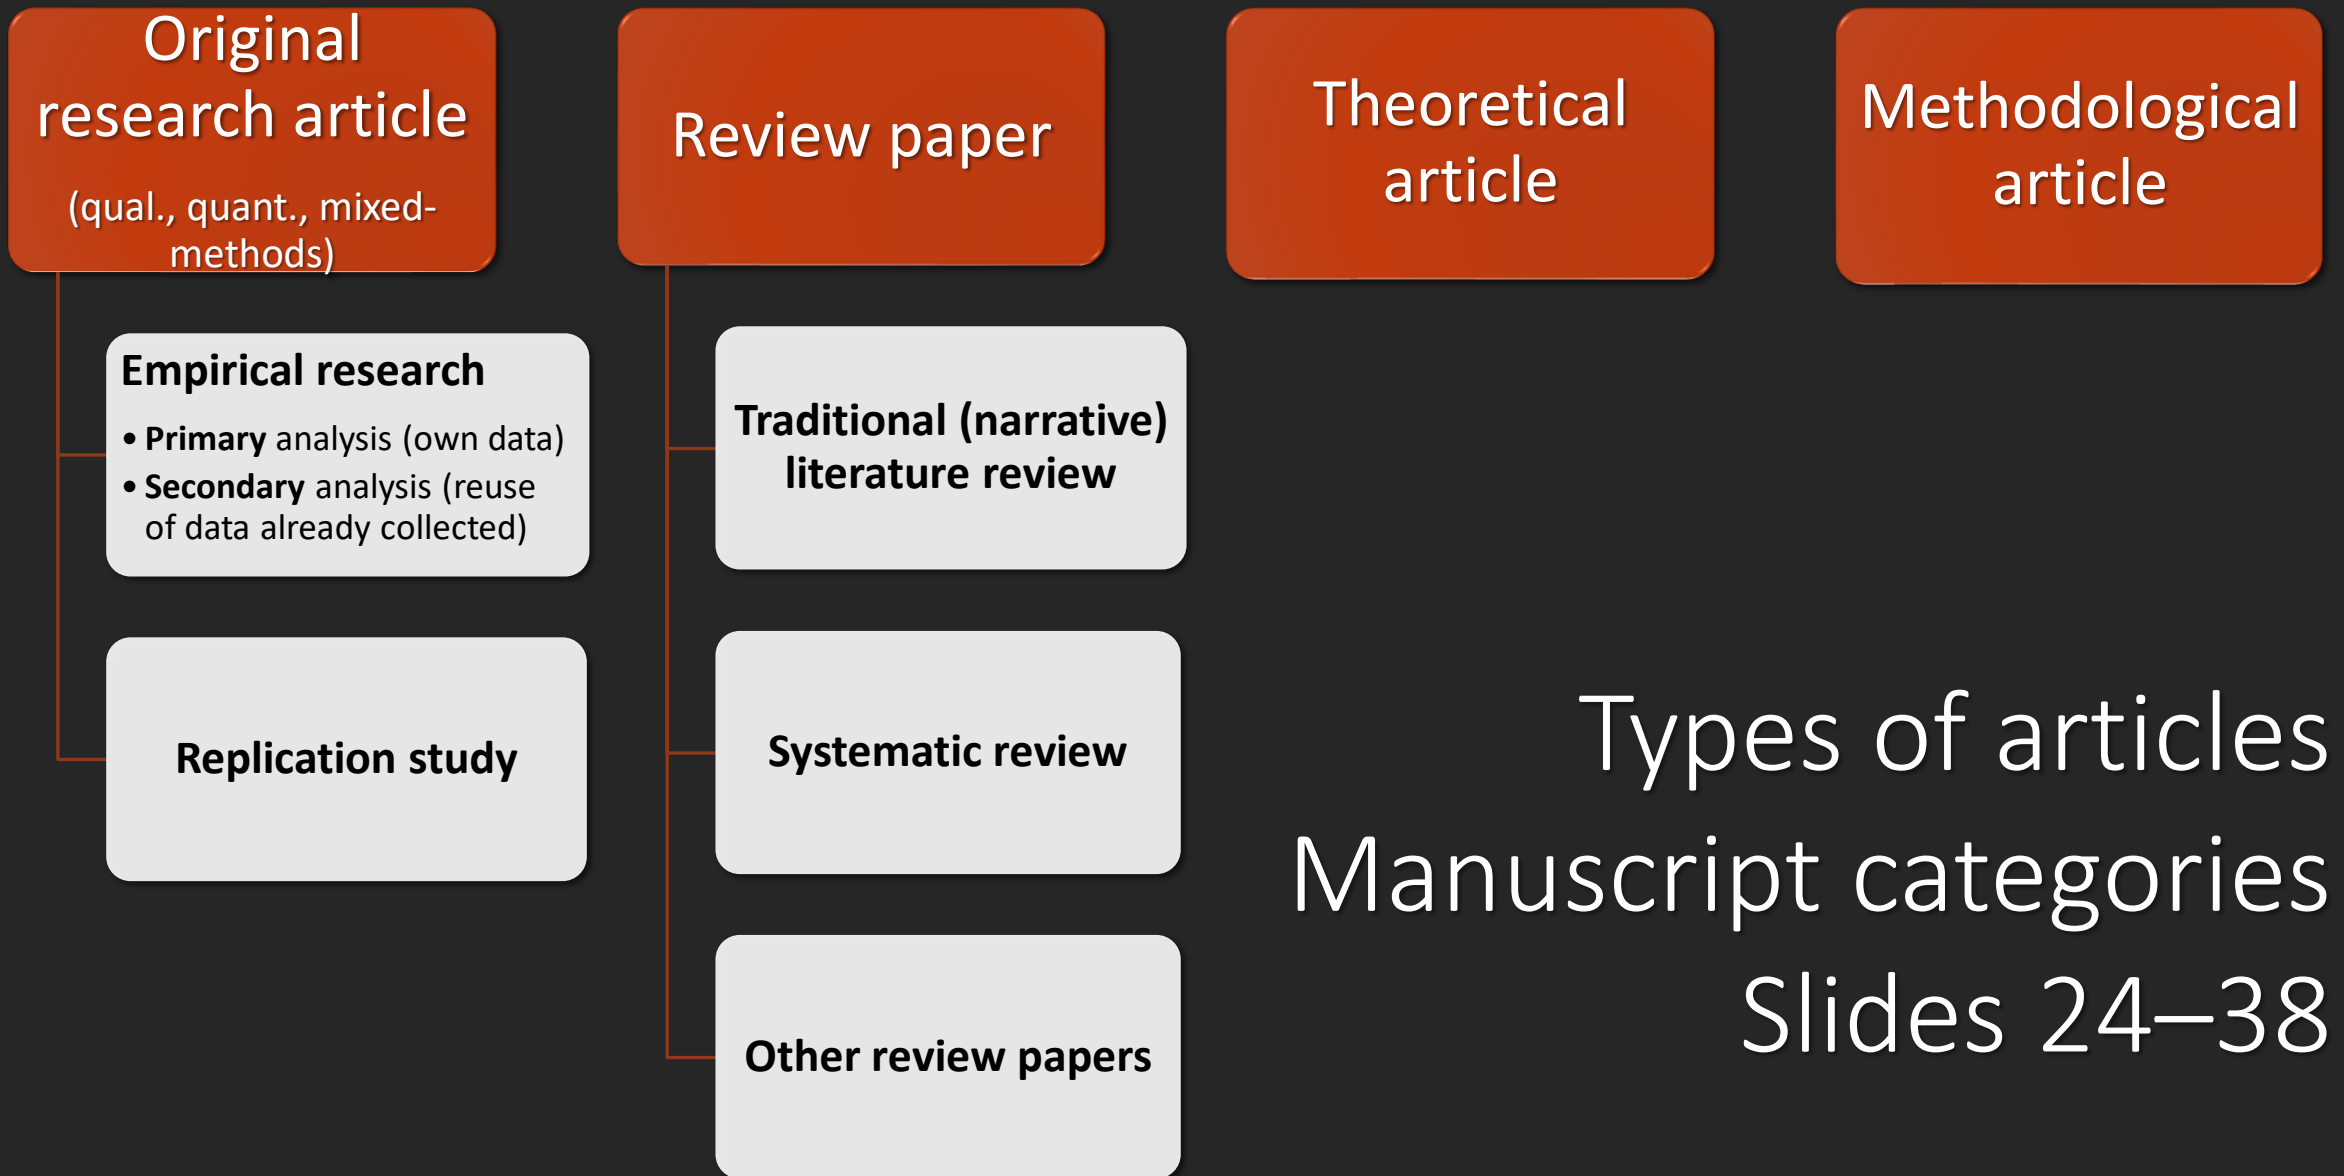 Original
research article
(qual., quant., mixed-
methods)
Empirical research
• Primary analysis (own data)
• Secondary analysis (reuse
of data already collected)
Replication study
Review paper
Traditional (narrative)
literature review
Systematic review
Other review papers
Theoretical
article
Methodological
article
Types of articles
Manuscript categories
Slides 24–38